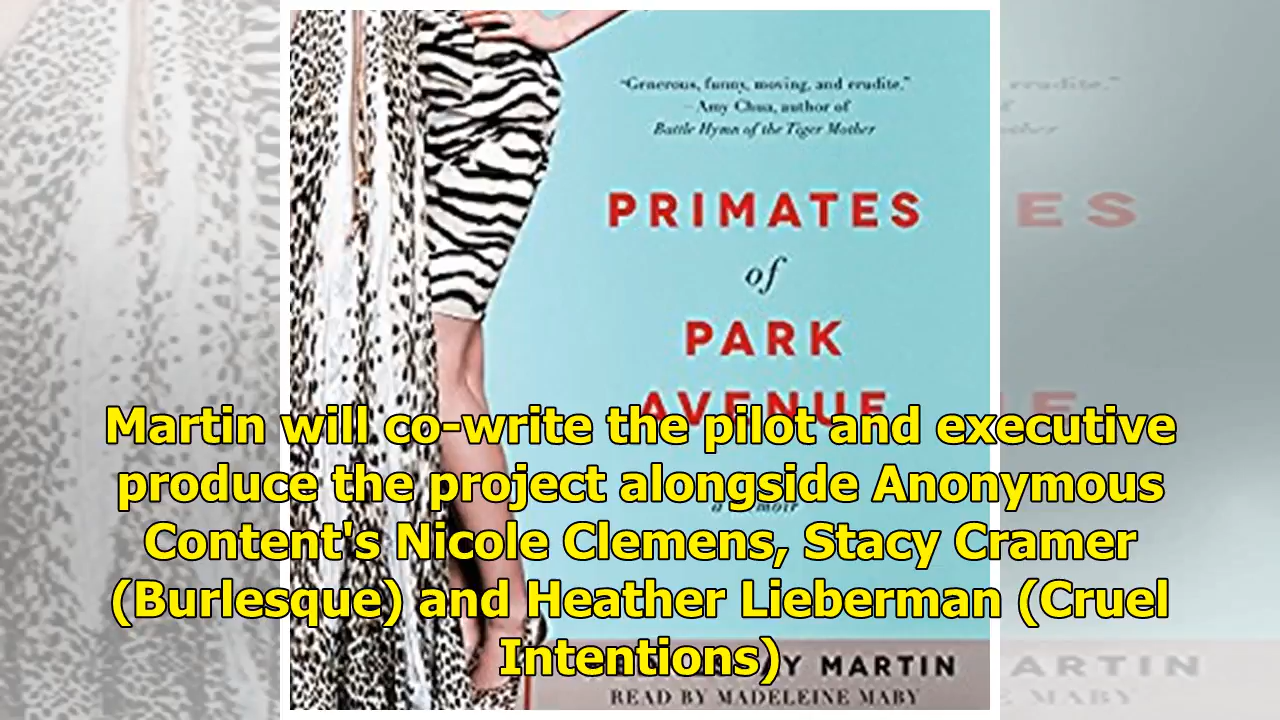 "Generous, funny, moving, and erudite."
– Amy Chua, author of
Battle Hymn of the Tiger Mother
PRIMATES
of
PARK
AVENUE
a memoir
Martin will co-write the pilot and executive
produce the project alongside Anonymous
Content's Nicole Clemens, Stacy Cramer
(Burlesque) and Heather Lieberman (Cruel
Intentions)
MARTIN
READ BY MADELEINE MABY